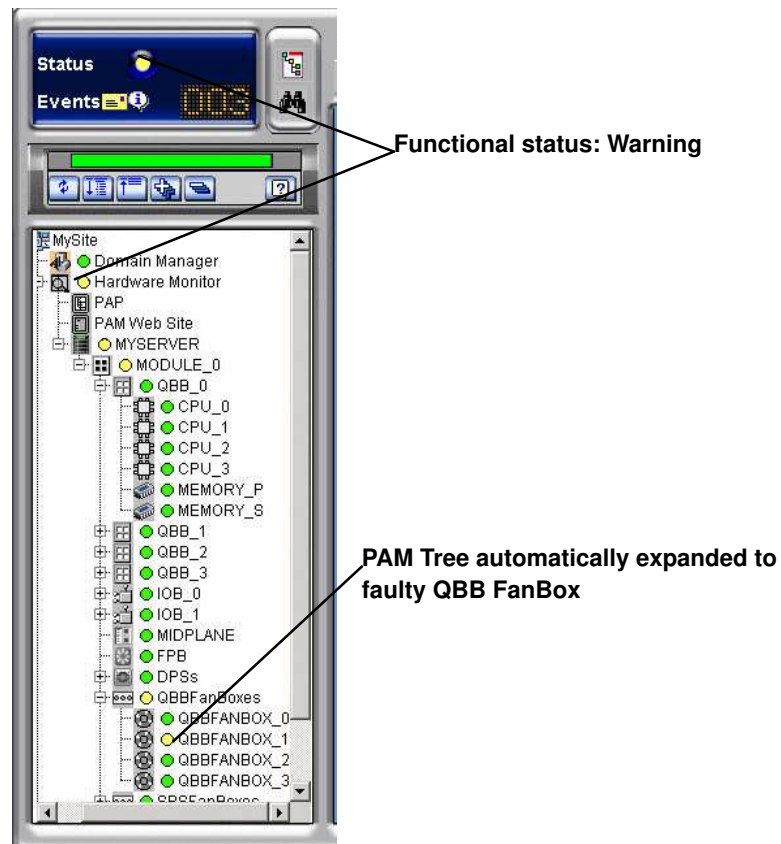 Status
Events 003
Functional status: Warning
MySite
Domain Manager
Hardware Monitor
PAP
PAM Web Site
MYSERVER
MODULE_0
QBB_0
CPU_0
CPU_1
CPU_2
CPU_3
MEMORY_P
MEMORY_S
QBB_1
QBB_2
QBB_3
IOB_0
IOB_1
MIDPLANE
FPB
DPSs
QBBFanBoxes
QBBFANBOX_0
QBBFANBOX_1
QBBFANBOX_2
QBBFANBOX_3
SPSFanBoxes
PAM Tree automatically expanded to
faulty QBB FanBox